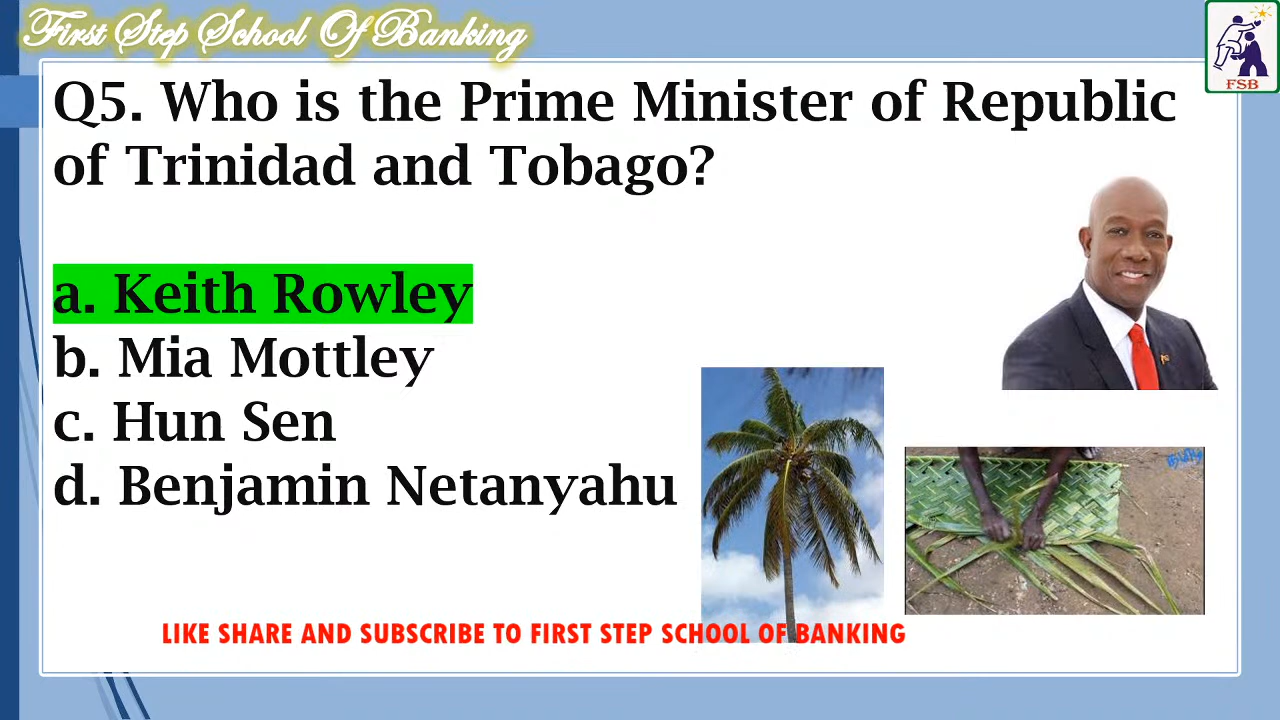 First Step School Of Banking
FSB
Q5. Who is the Prime Minister of Republic
of Trinidad and Tobago?
a. Keith Rowley
b. Mia Mottley
c. Hun Sen
d. Benjamin Netanyahu
தமிழ்
LIKE SHARE AND SUBSCRIBE TO FIRST STEP SCHOOL OF BANKING